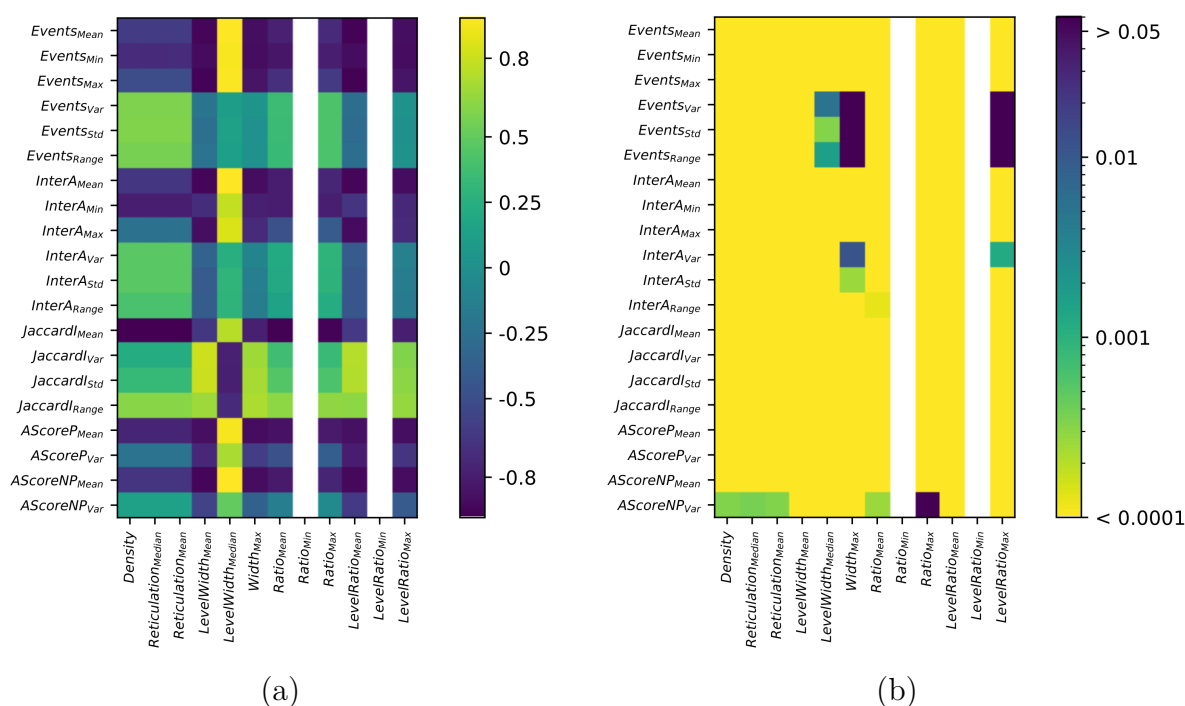 Events_Mean
Events_Min
Events_Max
Events_Var
Events_Std
Events_Range
InterA_Mean
InterA_Min
InterA_Max
InterA_Var
InterA_Std
InterA_Range
JaccardI_Mean
JaccardI_Var
JaccardI_Std
JaccardI_Range
AScoreP_Mean
AScoreP_Var
AScoreNP_Mean
AScoreNP_Var
Density
Reticulation_Median
Reticulation_Mean
LevelWidth_Mean
LevelWidth_Median
Width_Max
Ratio_Mean
Ratio_Min
Ratio_Max
LevelRatio_Mean
LevelRatio_Min
LevelRatio_Max
0.8
0.5
0.25
0
-0.25
-0.5
-0.8
(a)
Events_Mean
Events_Min
Events_Max
Events_Var
Events_Std
Events_Range
InterA_Mean
InterA_Min
InterA_Max
InterA_Var
InterA_Std
InterA_Range
JaccardI_Mean
JaccardI_Var
JaccardI_Std
JaccardI_Range
AScoreP_Mean
AScoreP_Var
AScoreNP_Mean
AScoreNP_Var
Density
Reticulation_Median
Reticulation_Mean
LevelWidth_Mean
LevelWidth_Median
Width_Max
Ratio_Mean
Ratio_Min
Ratio_Max
LevelRatio_Mean
LevelRatio_Min
LevelRatio_Max
> 0.05
0.01
0.001
< 0.0001
(b)